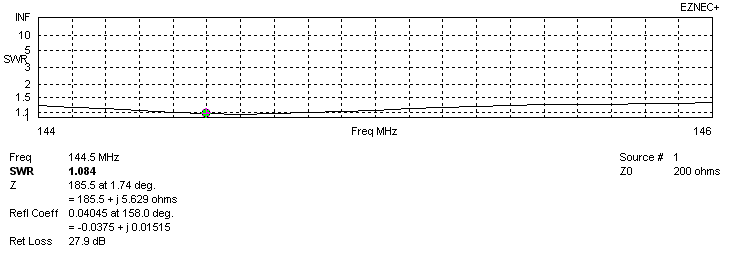 EZNEC+
INF
10
5
SWR
3
2
1.5
1.1
1
144 Freq MHz 146
Freq 144.5 MHz Source # 1
SWR 1.084 Z0 200 ohms
Z 185.5 at 1.74 deg.
= 185.5 + j 5.629 ohms
Refl Coeff 0.04045 at 158.0 deg.
= -0.0375 + j 0.01515
Ret Loss 27.9 dB